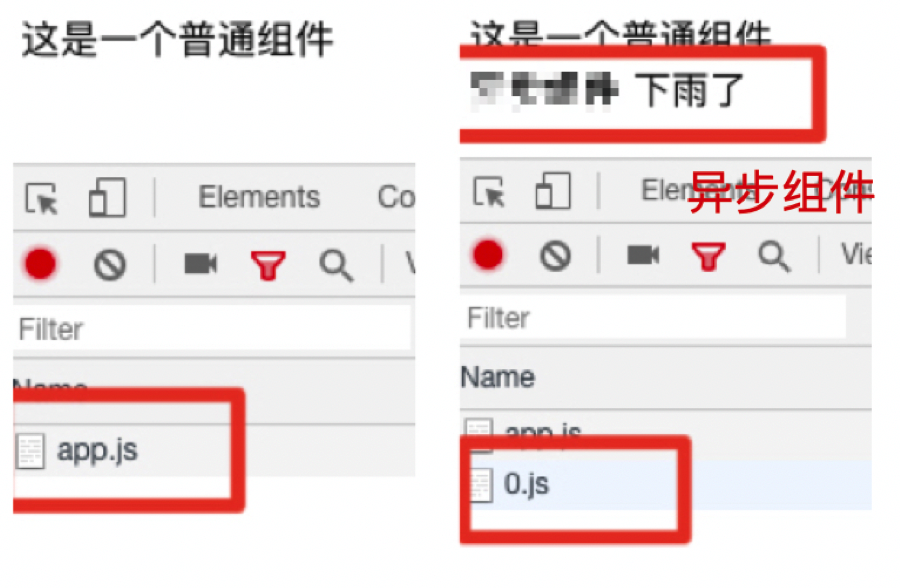 这是一个普通组件
Elements Co
Filter
Name
app.js
这是一个普通组件
下雨了
Elements Cons
异步组件
Vie
Filter
Name
app.js
0.js